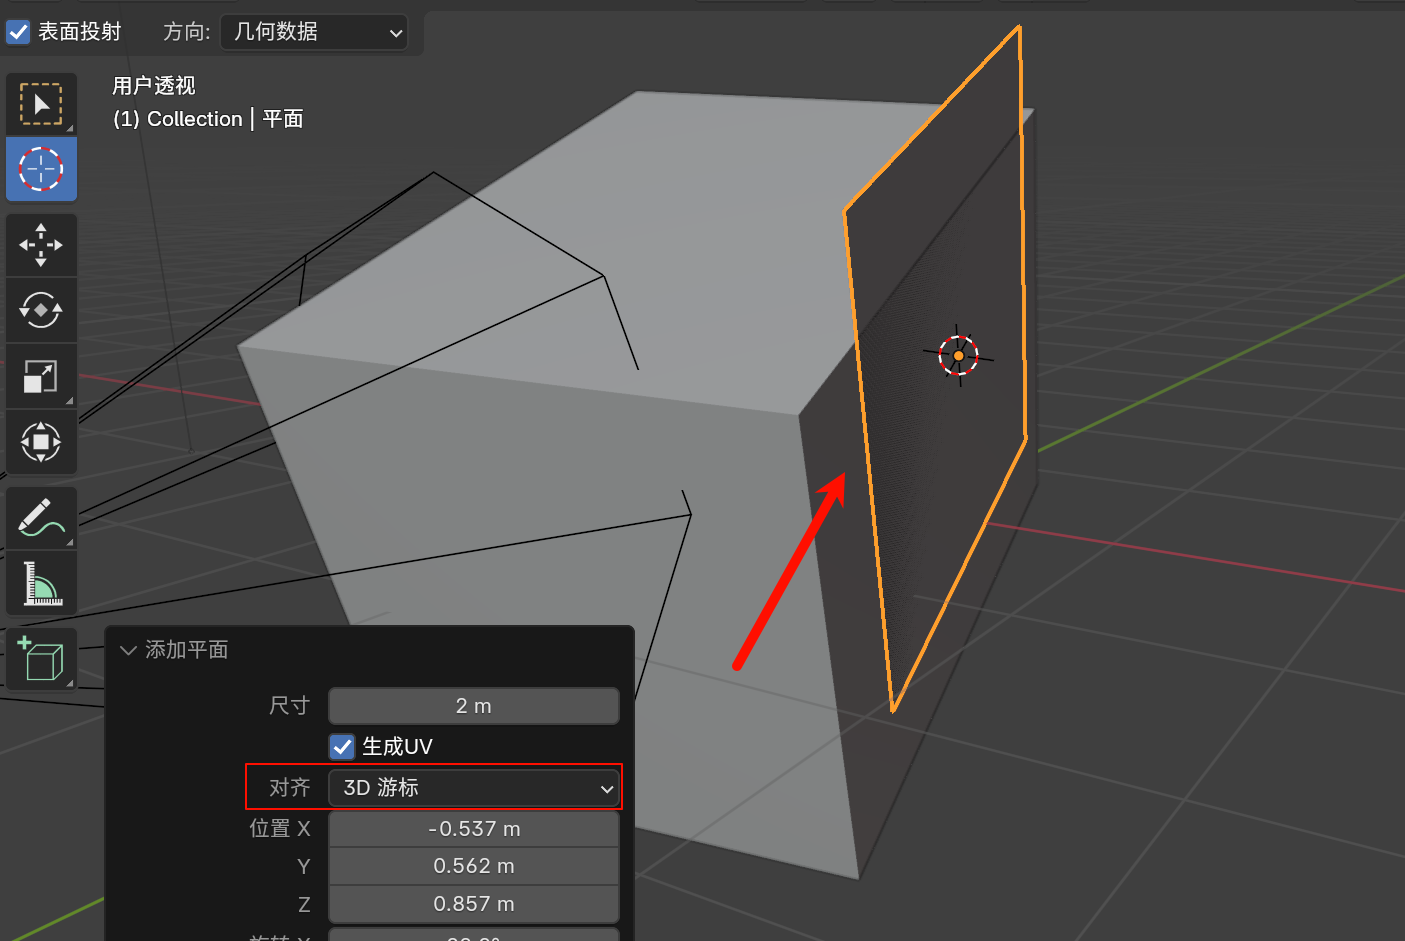 表面投射 方向: 几何数据
用户透视
(1) Collection | 平面
添加平面
尺寸 2 m
生成UV
对齐 3D 游标
位置 X -0.537 m
Y 0.562 m
Z 0.857 m